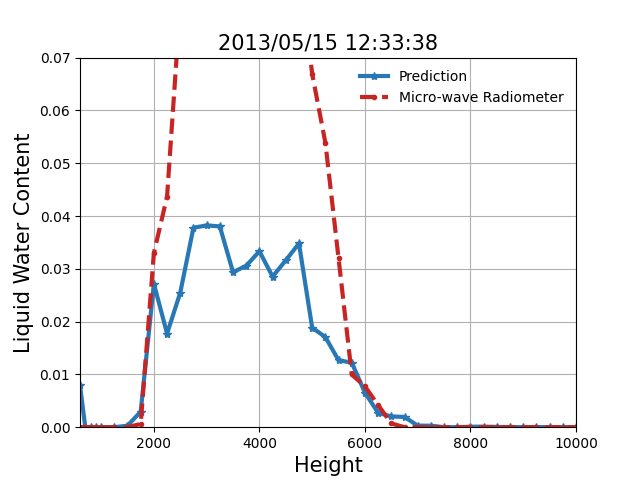 2013/05/15 12:33:38
0.07
0.06
0.05
0.04
0.03
0.02
0.01
0.00
Liquid Water Content
Prediction
Micro-wave Radiometer
2000 4000 6000 8000 10000
Height